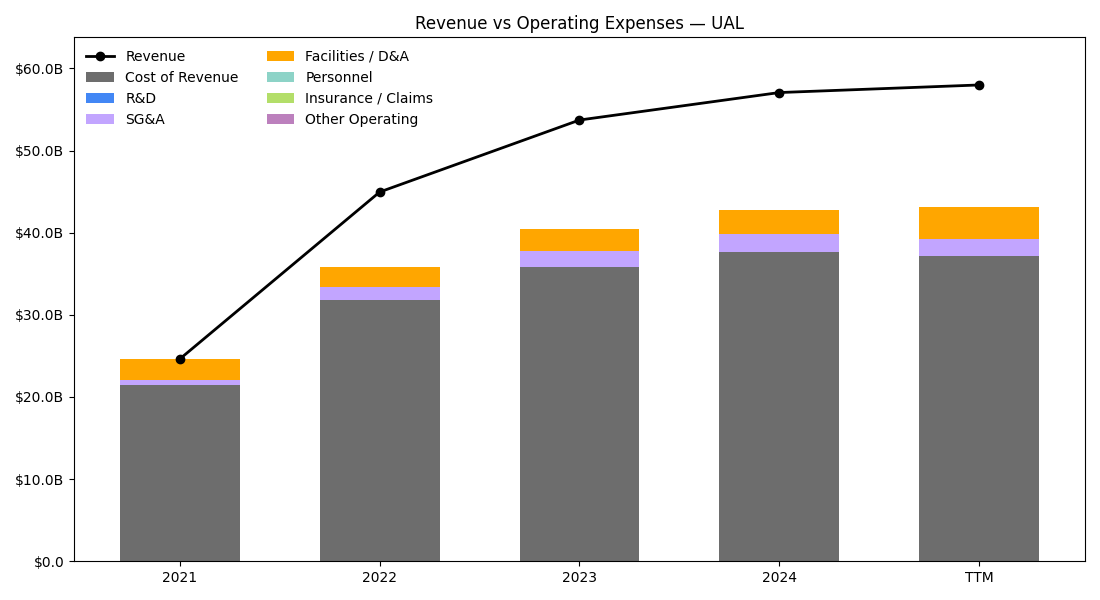 Revenue vs Operating Expenses — UAL
Revenue
Cost of Revenue
R&D
SG&A
Facilities / D&A
Personnel
Insurance / Claims
Other Operating
$60.0B
$50.0B
$40.0B
$30.0B
$20.0B
$10.0B
$0.0
2021
2022
2023
2024
TTM